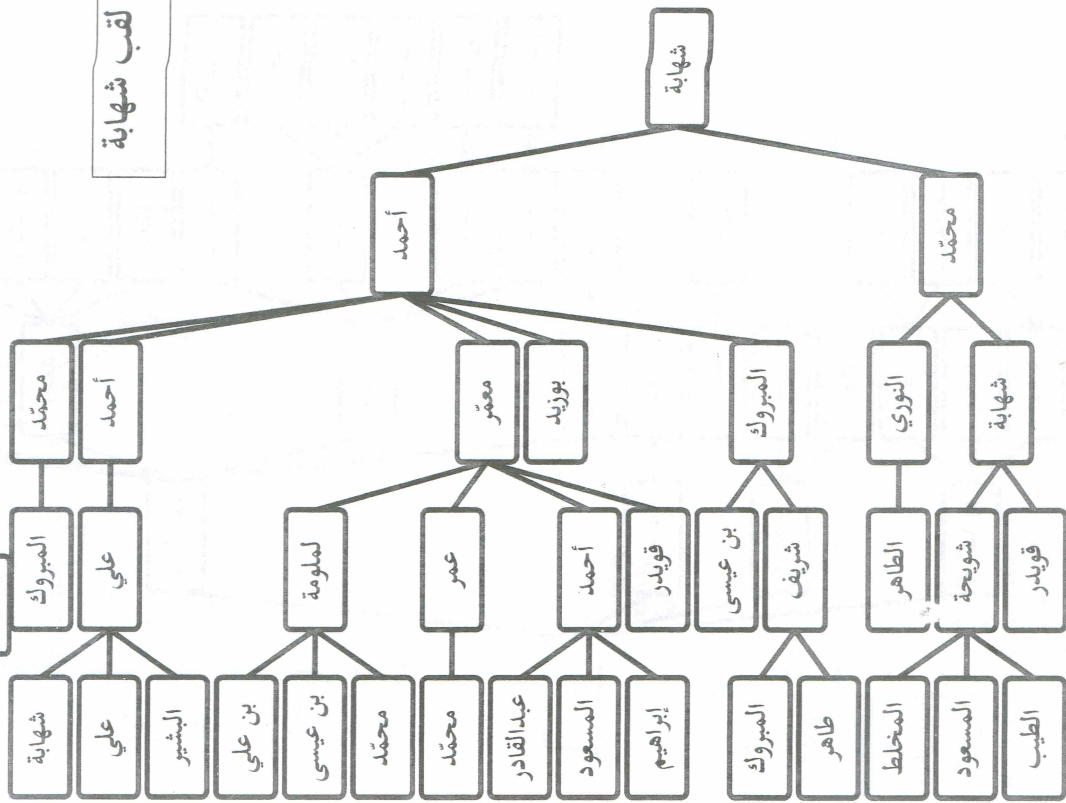 لقب شهابة
شهابة
محمّد
أحمد
شهابة
النوري
المبروك
بوزيد
معمّر
أحمد
محمّد
قويدر
شويحة
الطاهر
شريف
بن عيسى
قويدر
أحمد
عمر
لملومة
علي
المبروك
الطيب
المسعود
المخلط
طاهر
المبروك
إبراهيم
المسعود
عبدالقادر
محمّد
محمّد
بن عيسى
بن علي
البشير
علي
شهابة